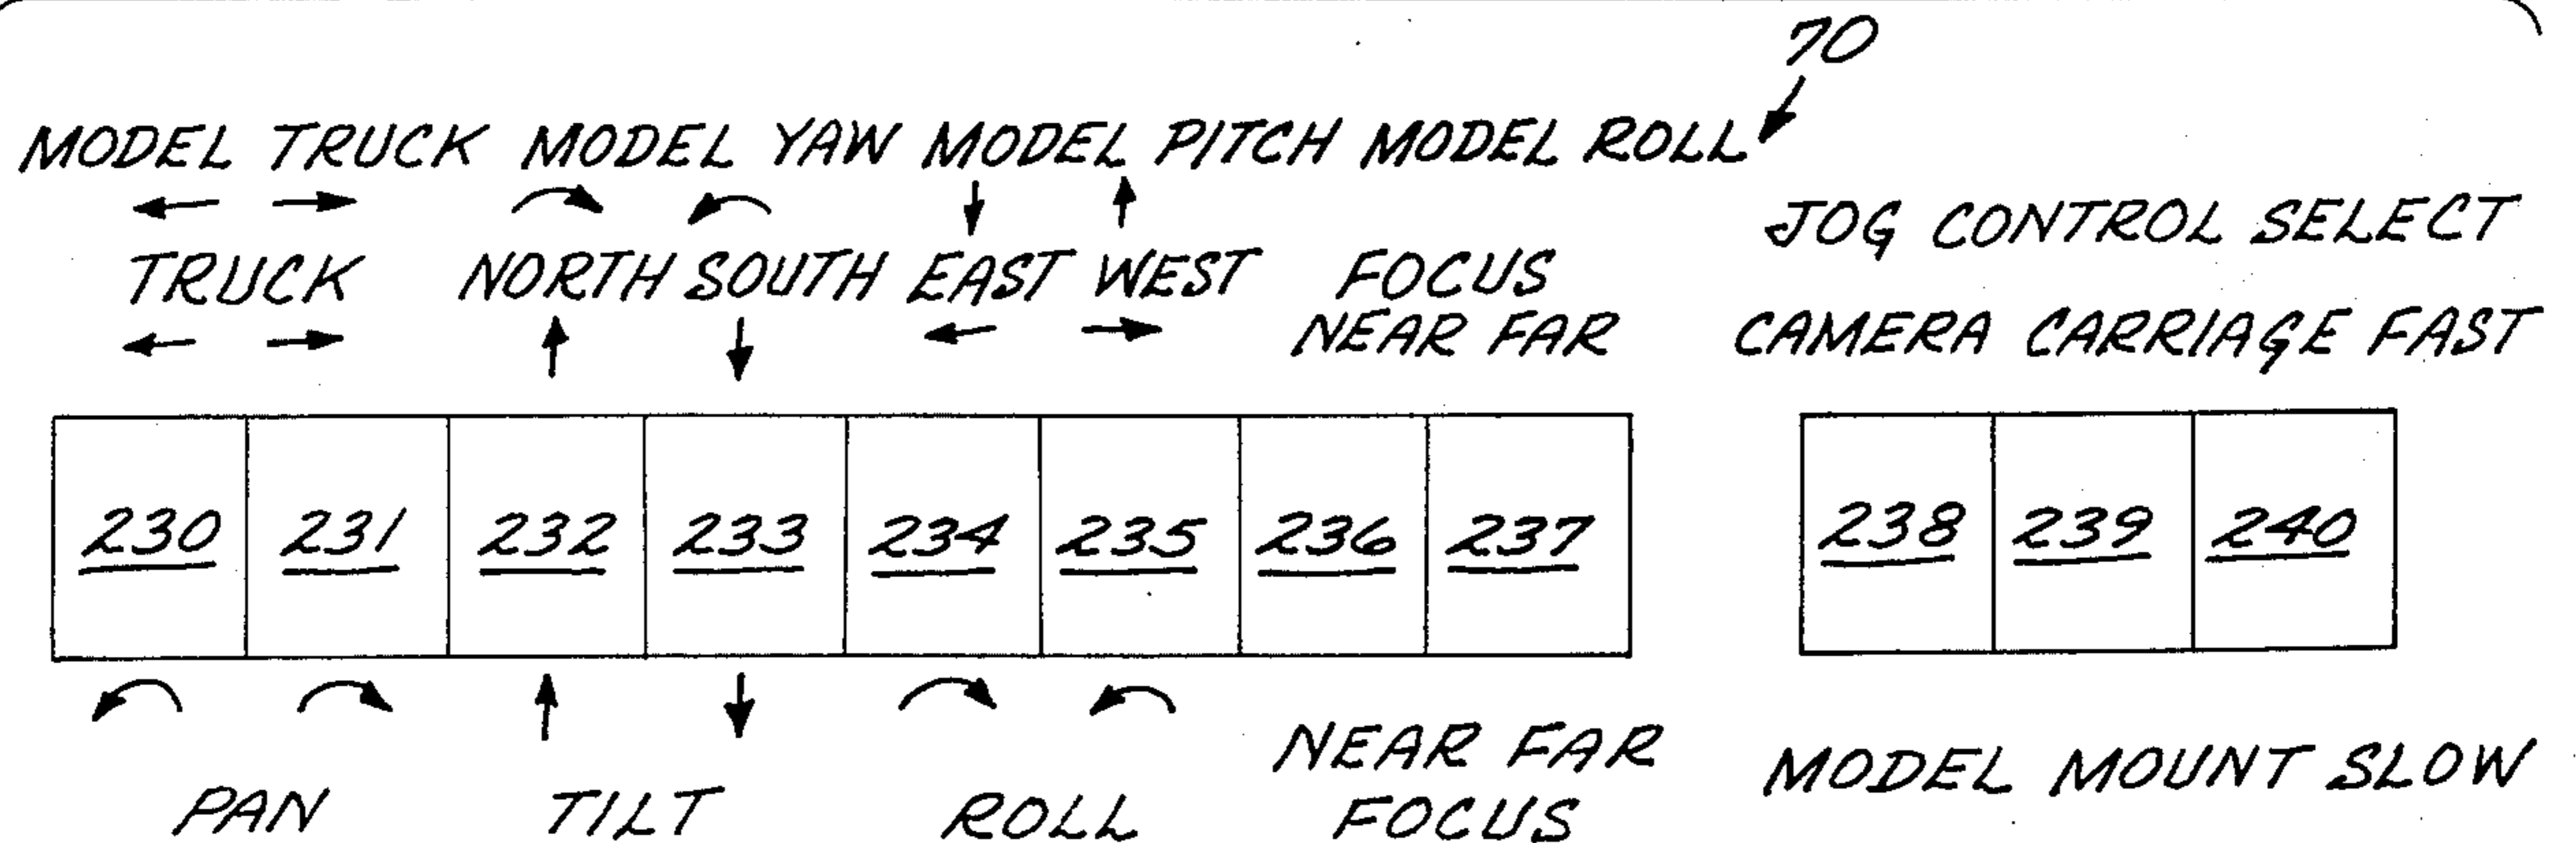 70
MODEL TRUCK MODEL YAW MODEL PITCH MODEL ROLL
JOG CONTROL SELECT
TRUCK NORTH SOUTH EAST WEST FOCUS
NEAR FAR
CAMERA CARRIAGE FAST
230 231 232 233 234 235 236 237 238 239 240
NEAR FAR
MODEL MOUNT SLOW
PAN TILT ROLL FOCUS